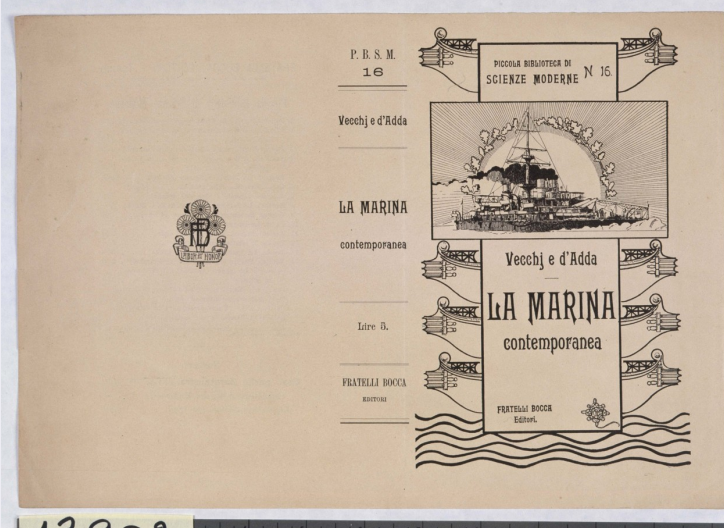 P. B. S. M.
16
Vecchj e d'Adda
LA MARINA
contemporanea
Lire 5.
FRATELLI BOCCA
EDITORI
PICCOLA BIBLIOTECA DI
SCIENZE MODERNE N 16.
Vecchj e d'Adda
LA MARINA
contemporanea
FRATELLI BOCCA
Editori.
FB